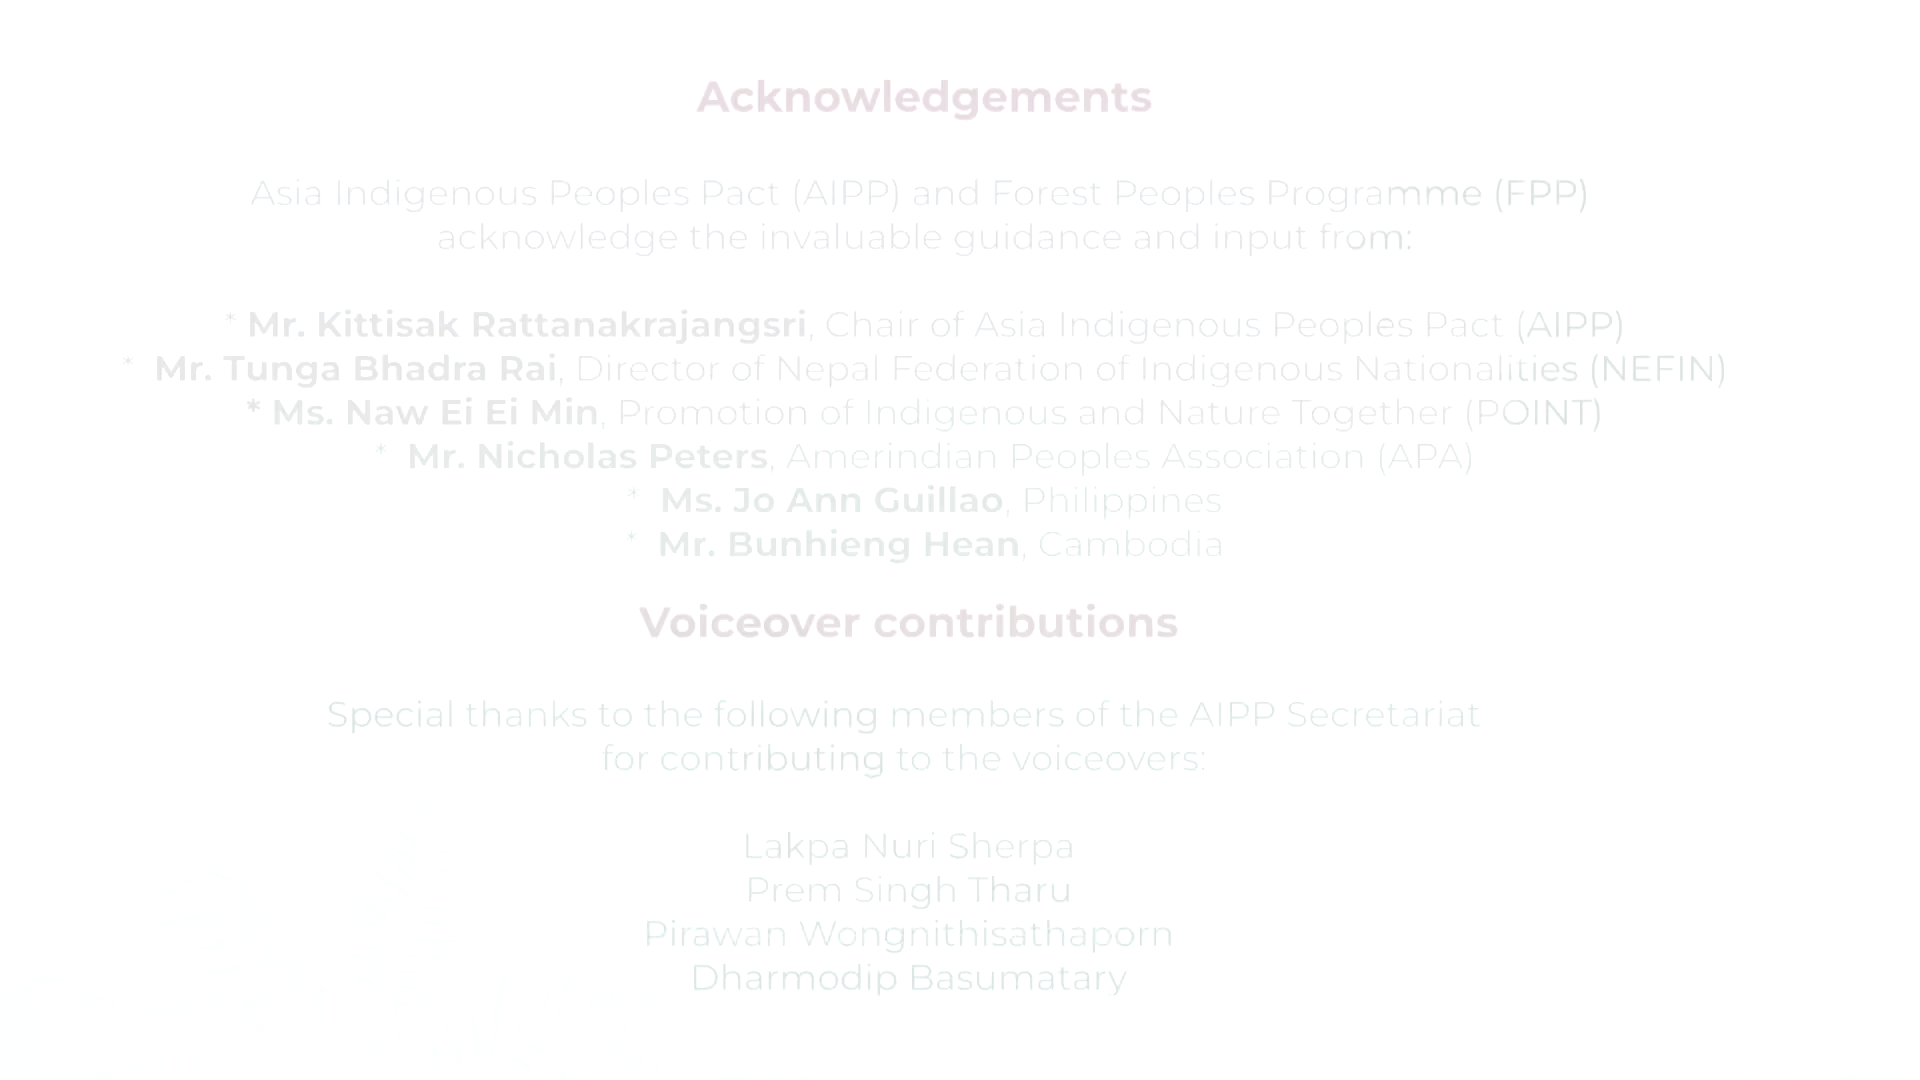 Acknowledgements
Asia Indigenous Peoples Pact (AIPP) and Forest Peoples Programme (FPP)
acknowledge the invaluable guidance and input from:
* Mr. Kittisak Rattanakrajangsri, Chair of Asia Indigenous Peoples Pact (AIPP)
* Mr. Tunga Bhadra Rai, Director of Nepal Federation of Indigenous Nationalities (NEFIN)
* Ms. Naw Ei Ei Min, Promotion of Indigenous and Nature Together (POINT)
* Mr. Nicholas Peters, Amerindian Peoples Association (APA)
* Ms. Jo Ann Guillao, Philippines
* Mr. Bunhieng Hean, Cambodia
Voiceover contributions
Special thanks to the following members of the AIPP Secretariat
for contributing to the voiceovers:
Lakpa Nuri Sherpa
Prem Singh Tharu
Pirawan Wongnithisathaporn
Dharmodip Basumatary